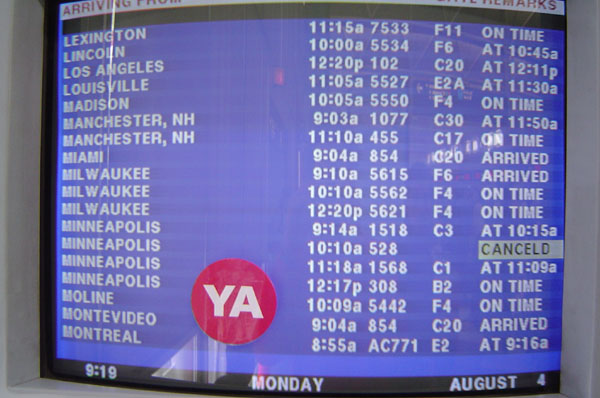 ARRIVING FROM GATE REMARKS
LEXINGTON 11:15a 7533 F11 ON TIME
LINCOLN 10:00a 5534 F6 AT 10:45a
LOS ANGELES 12:20p 102 C20 AT 12:11p
LOUISVILLE 11:05a 5527 E2A AT 11:30a
MADISON 10:05a 5550 F4 ON TIME
MANCHESTER, NH 9:03a 1077 C30 AT 11:50a
MANCHESTER, NH 11:10a 455 C17 ON TIME
MIAMI 9:04a 854 C20 ARRIVED
MILWAUKEE 9:10a 5615 F6 ARRIVED
MILWAUKEE 10:10a 5562 F4 ON TIME
MILWAUKEE 12:20p 5621 F4 ON TIME
MINNEAPOLIS 9:14a 1518 C3 AT 10:15a
MINNEAPOLIS 10:10a 528 CANCELD
MINNEAPOLIS 11:18a 1568 C1 AT 11:09a
MINNEAPOLIS 12:17p 308 B2 ON TIME
MOLINE 10:09a 5442 F4 ON TIME
MONTEVIDEO 9:04a 854 C20 ARRIVED
MONTREAL 8:55a AC771 E2 AT 9:16a
YA
9:19 MONDAY AUGUST 4